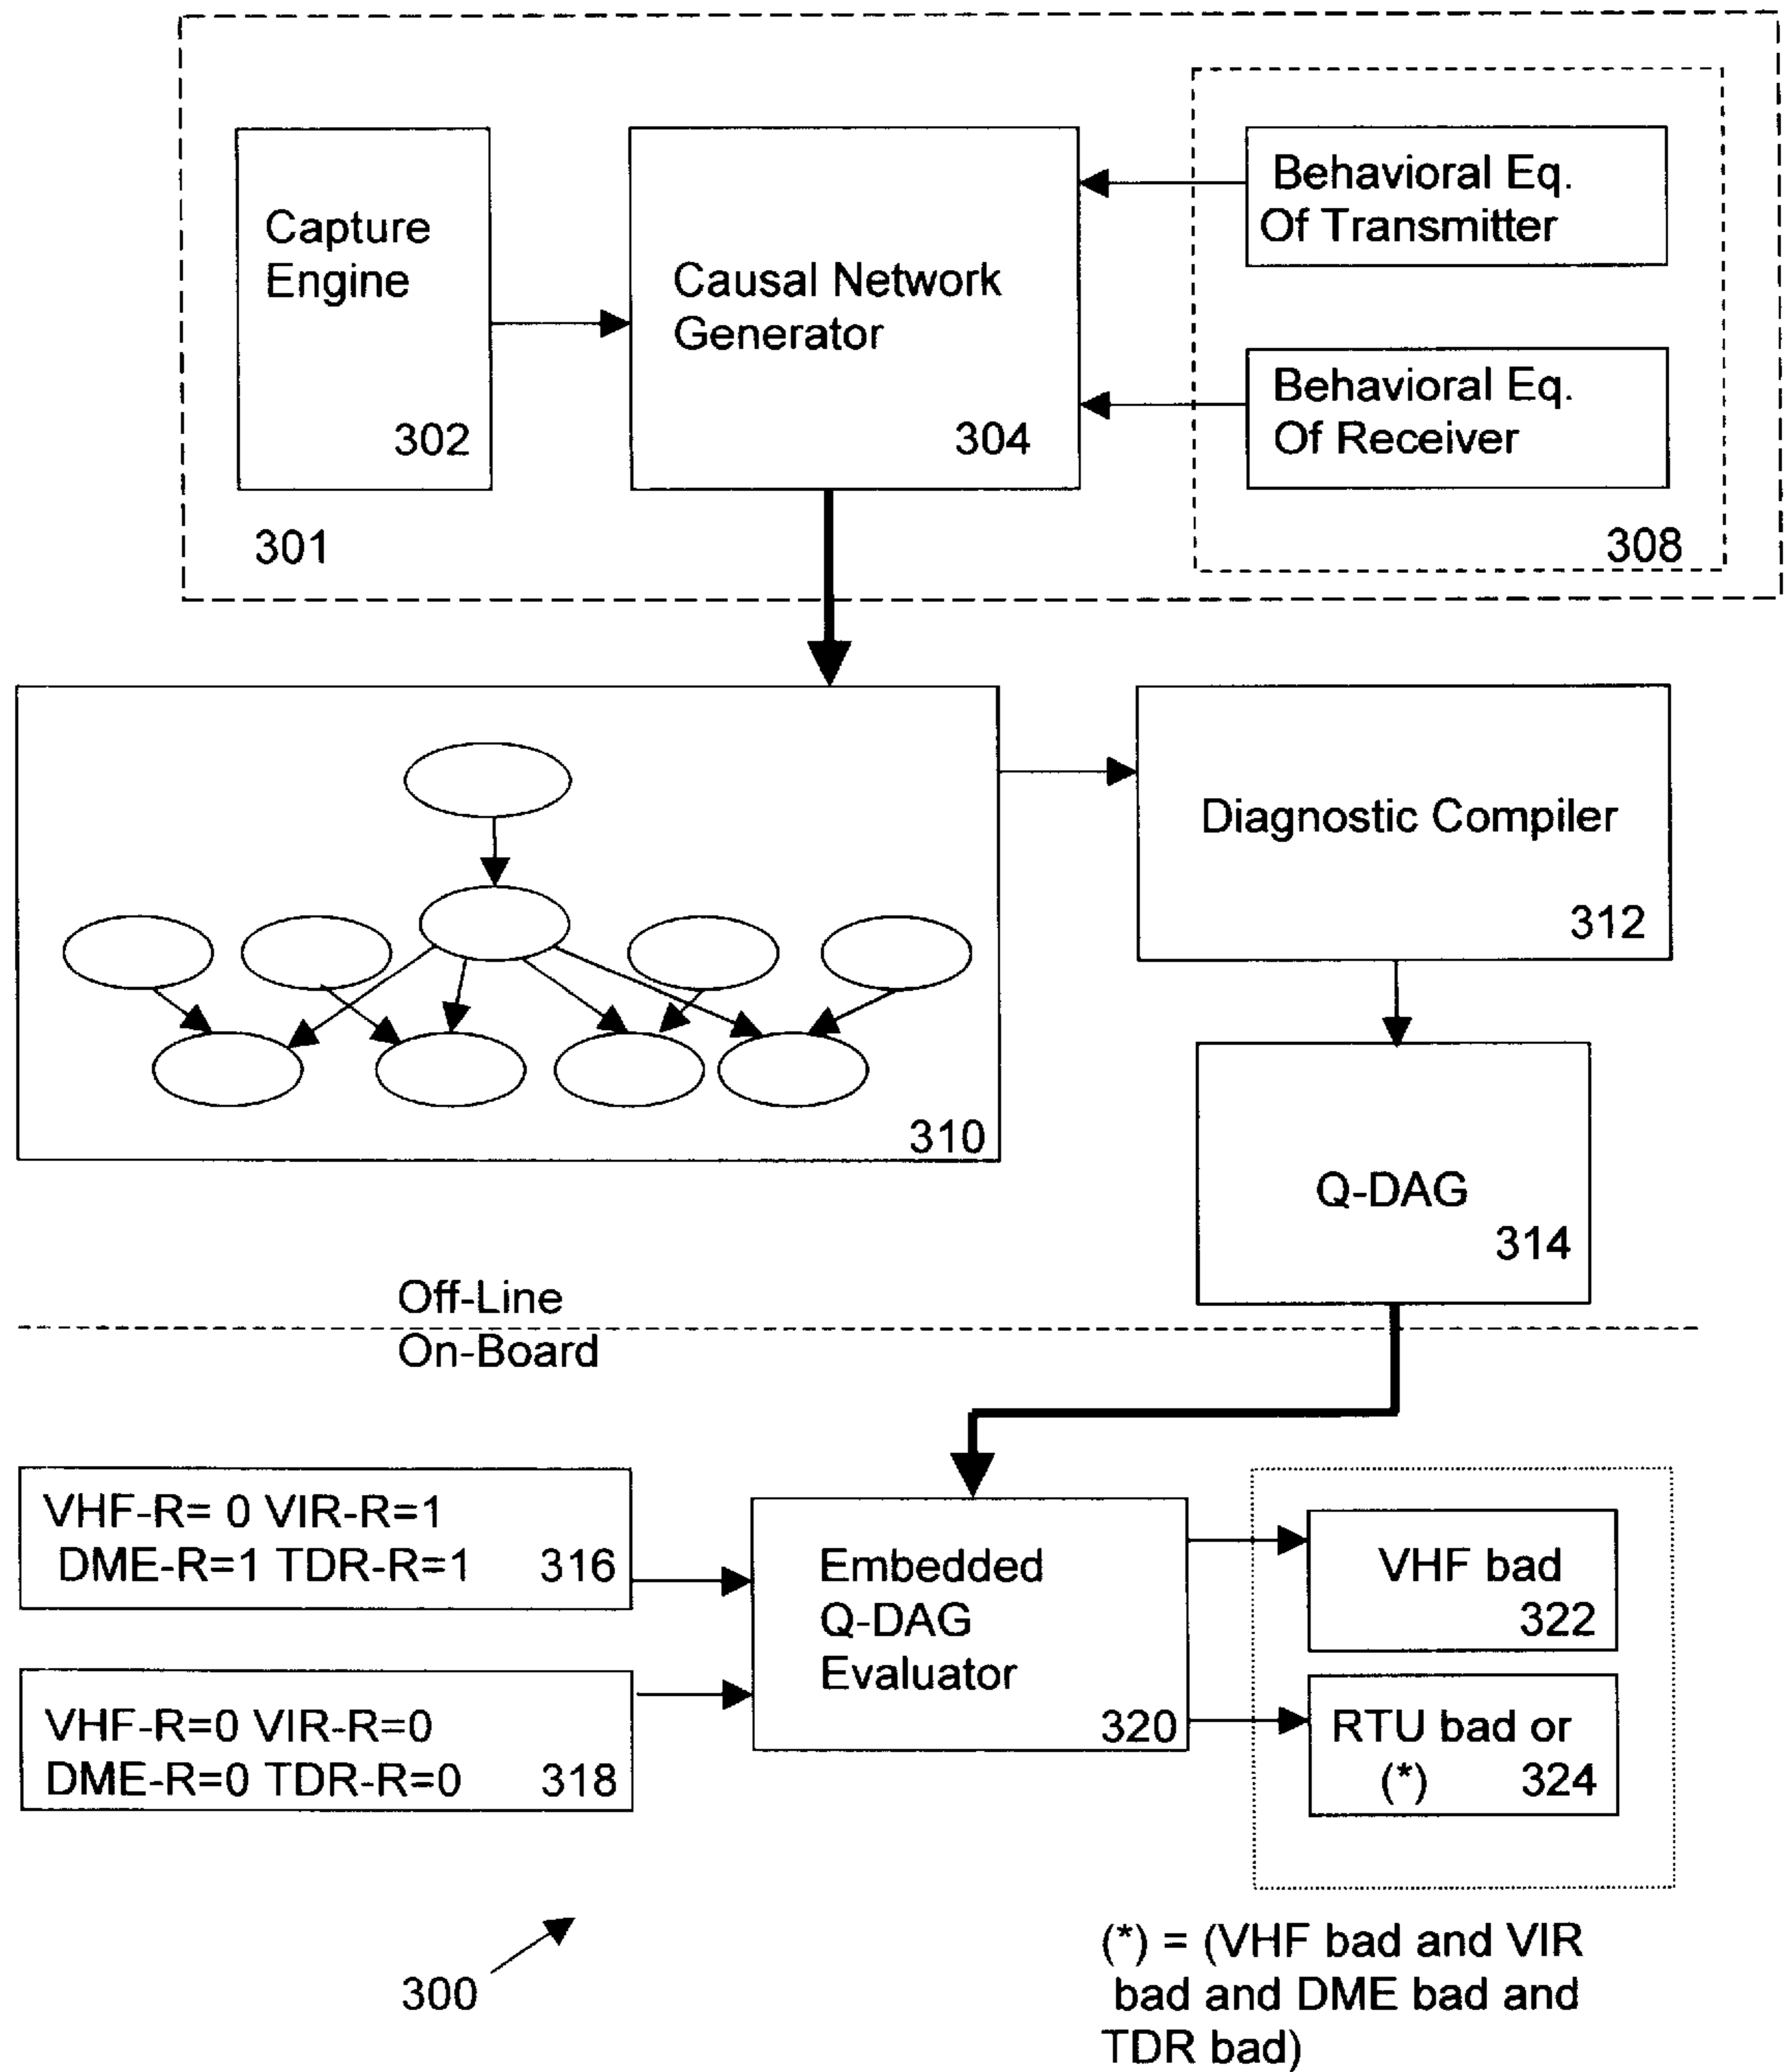 Capture
Engine
302
Causal Network
Generator
304
Behavioral Eq.
Of Transmitter
Behavioral Eq.
Of Receiver
301
308
Diagnostic Compiler
312
310
Q-DAG
314
Off-Line
On-Board
VHF-R= 0 VIR-R=1
DME-R=1 TDR-R=1 316
VHF-R=0 VIR-R=0
DME-R=0 TDR-R=0 318
Embedded
Q-DAG
Evaluator
320
VHF bad
322
RTU bad or
(*) 324
300
(*) = (VHF bad and VIR
bad and DME bad and
TDR bad)